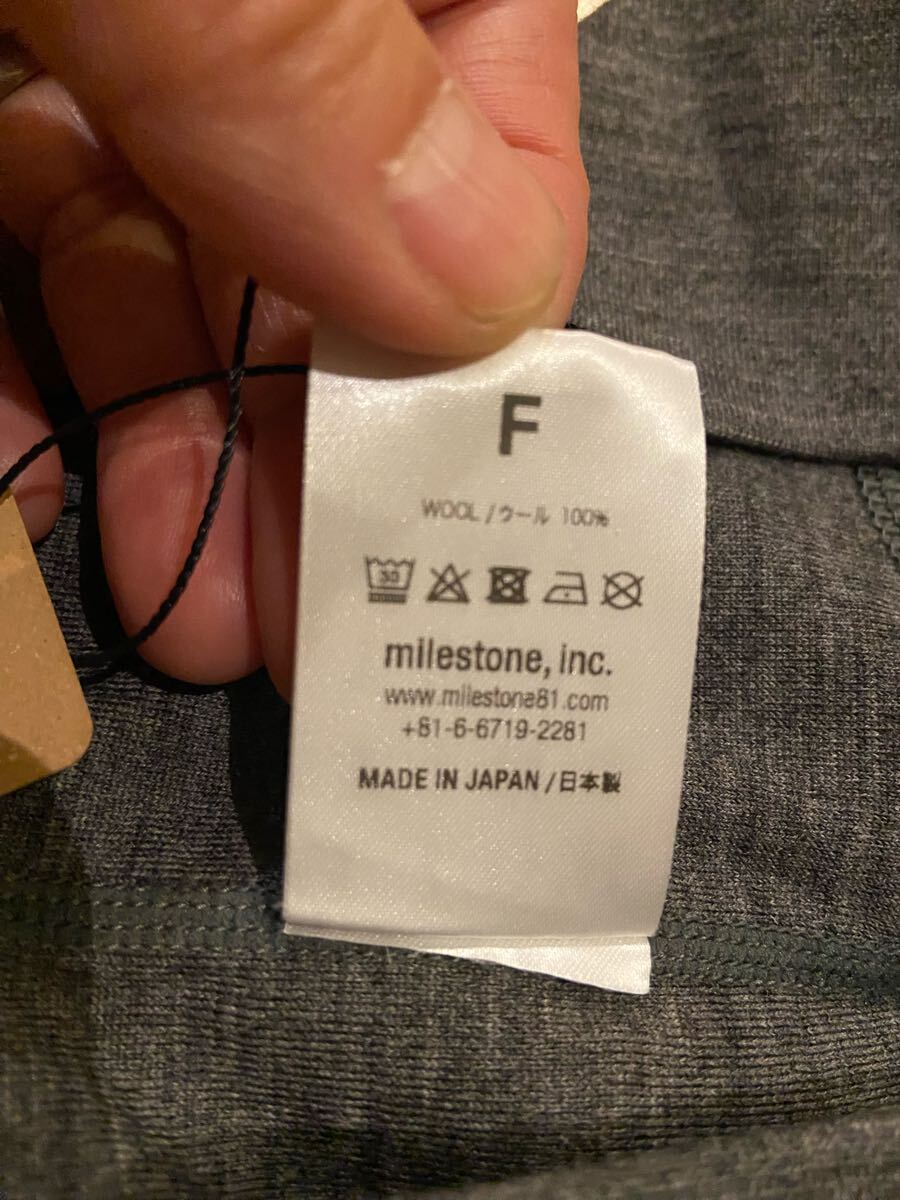 F
WOOL / ウール 100%
30
milestone, inc.
www.milestone81.com
+81-6-6719-2281
MADE IN JAPAN / 日本製